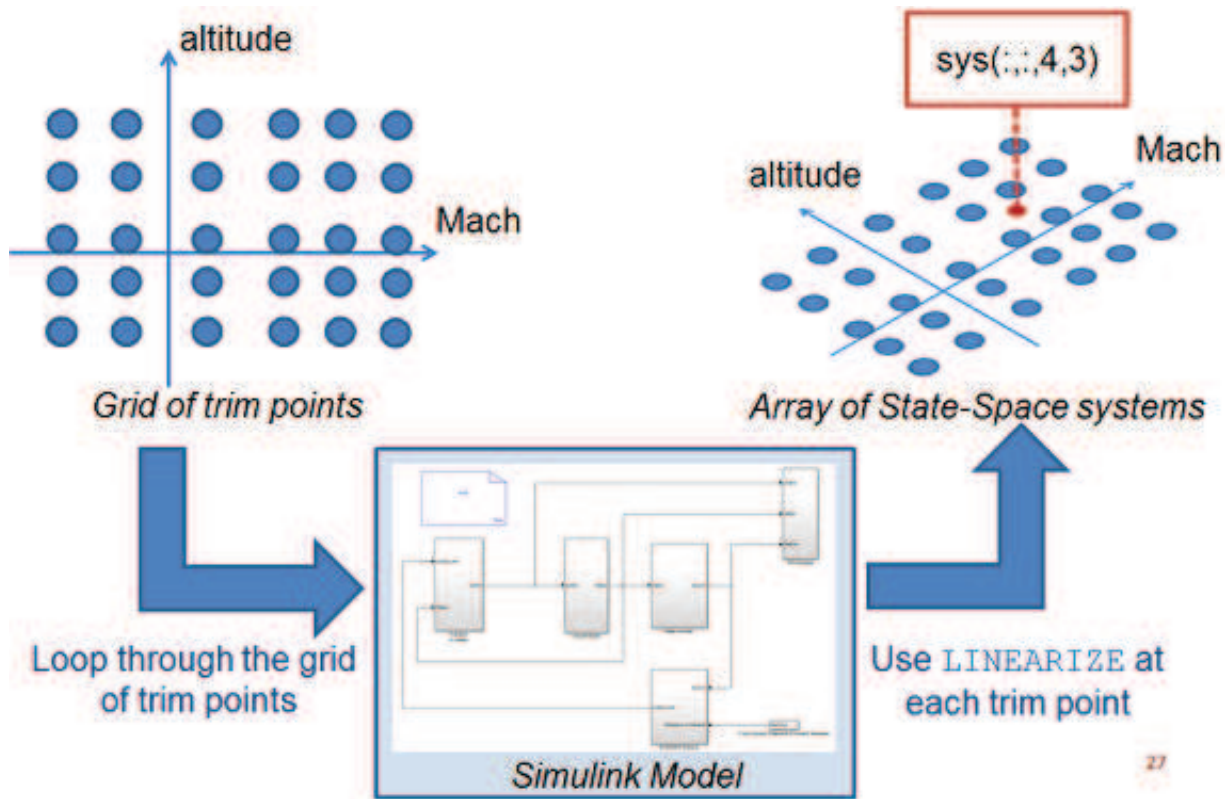 altitude
Mach
Grid of trim points
sys(:,:,4,3)
altitude
Mach
Array of State-Space systems
Loop through the grid
of trim points
Simulink Model
Use LINEARIZE at
each trim point
27